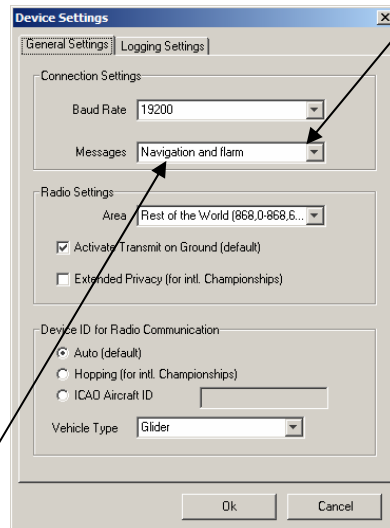 Device Settings
General Settings
Logging Settings
Connection Settings
Baud Rate 19200
Messages Navigation and flarm
Radio Settings
Area Rest of the World (868,0-868,6...
Activate Transmit on Ground (default)
Extended Privacy (for intl. Championships)
Device ID for Radio Communication
Auto (default)
Hopping (for intl. Championships)
ICAO Aircraft ID
Vehicle Type Glider
Ok Cancel